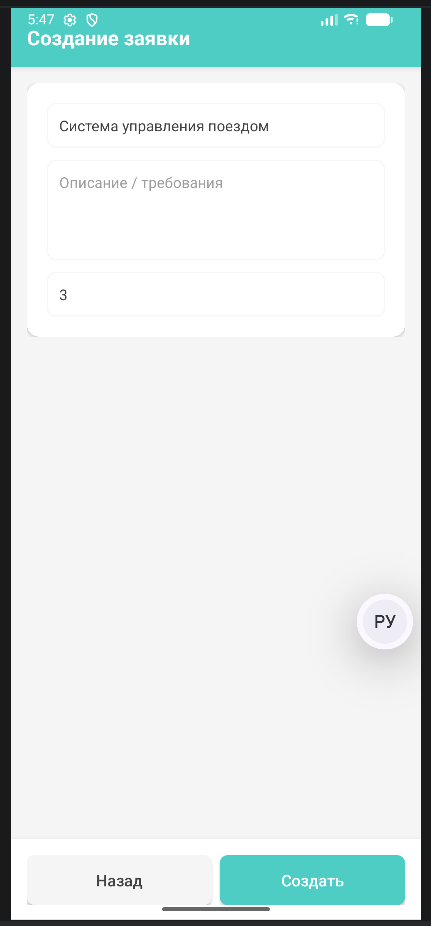 5:47
Создание заявки
Система управления поездом
Описание / требования
3
РУ
Назад
Создать